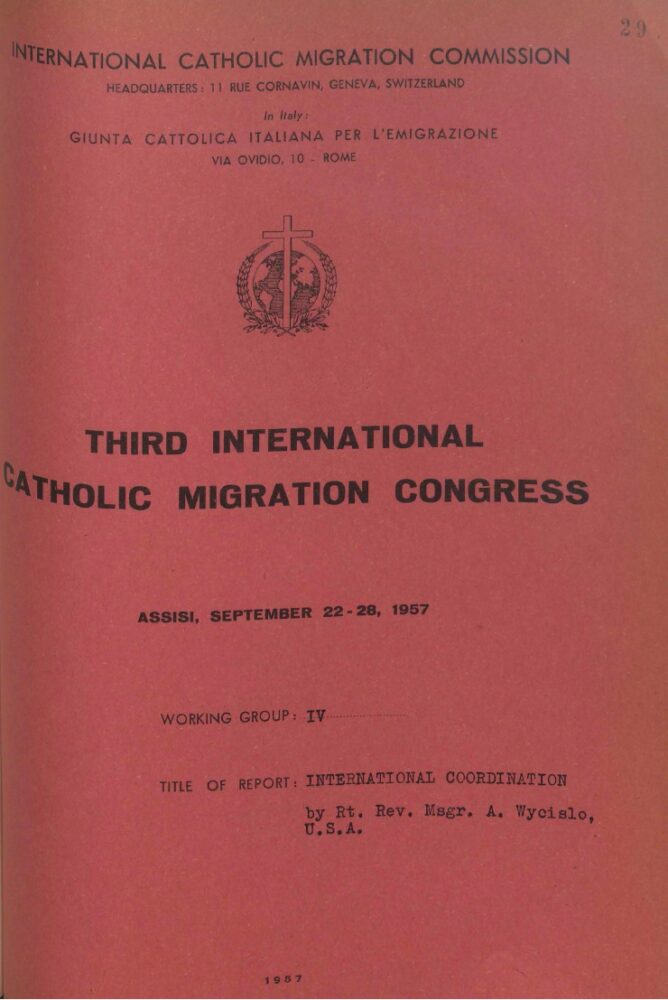 29
INTERNATIONAL CATHOLIC MIGRATION COMMISSION
HEADQUARTERS: 11 RUE CORNAVIN, GENEVA, SWITZERLAND
In Italy:
GIUNTA CATTOLICA ITALIANA PER L'EMIGRAZIONE
VIA OVIDIO, 10 - ROME
THIRD INTERNATIONAL
CATHOLIC MIGRATION CONGRESS
ASSISI, SEPTEMBER 22-28, 1957
WORKING GROUP: IV
TITLE OF REPORT: INTERNATIONAL COORDINATION
by Rt. Rev. Msgr. A. Wycislo,
U.S.A.
1957